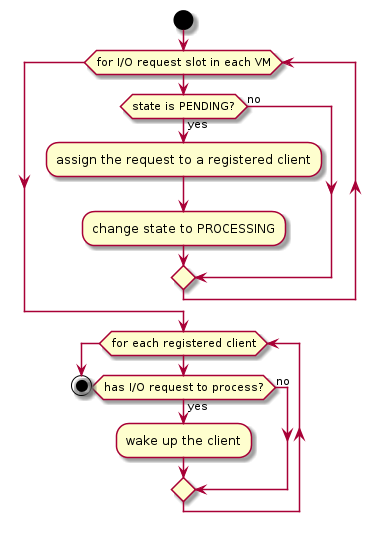 for I/O request slot in each VM
state is PENDING?
no
yes
assign the request to a registered client
change state to PROCESSING
for each registered client
has I/O request to process?
no
yes
wake up the client